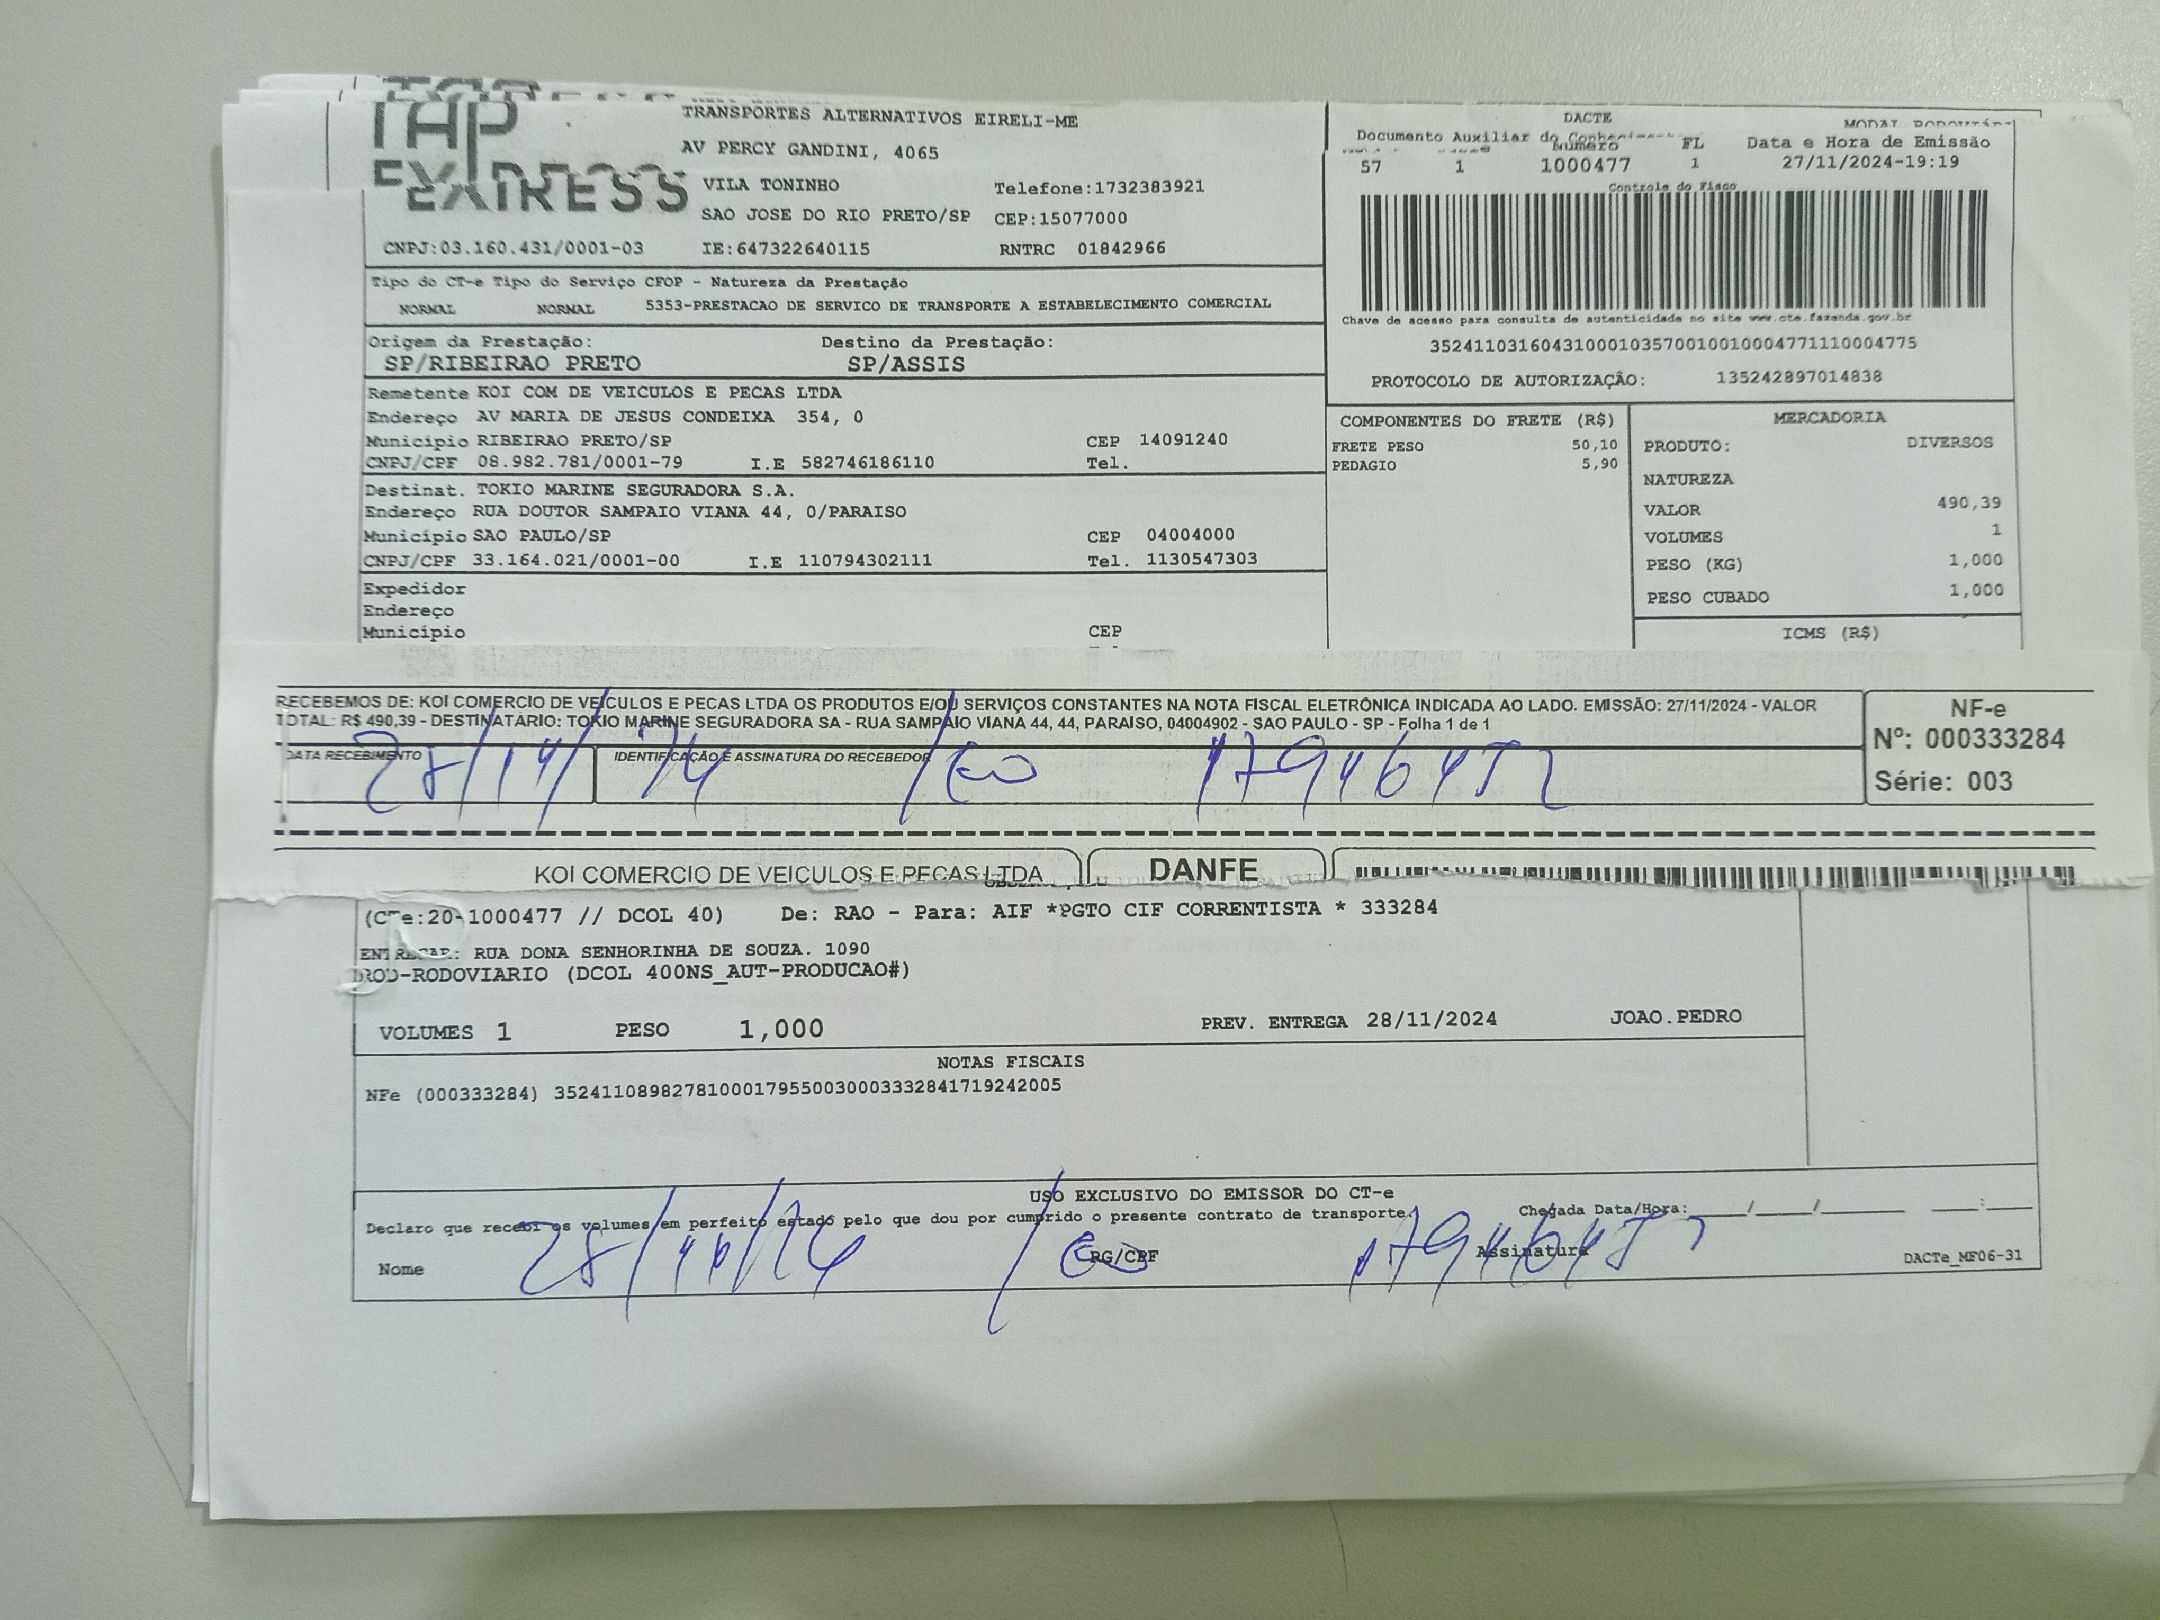 TAP
EXPRESS
TRANSPORTES ALTERNATIVOS EIRELI-ME
AV PERCY GANDINI, 4065
VILA TONINHO Telefone:1732383921
SAO JOSE DO RIO PRETO/SP CEP:15077000
CNPJ:03.160.431/0001-03 IE:647322640115 RNTRC 01842966
DACTE
Documento Auxiliar do
Número FL Data e Hora de Emissão
57 1 1000477 1 27/11/2024-19:19
Controle do Fisco
Chave de acesso para consulta de autenticidade no site www.cte.fazenda.gov.br
35241103160431000103570010010004771110004775
PROTOCOLO DE AUTORIZAÇÃO: 135242897014838
Tipo do CT-e Tipo do Serviço CFOP - Natureza da Prestação
NORMAL NORMAL 5353-PRESTACAO DE SERVICO DE TRANSPORTE A ESTABELECIMENTO COMERCIAL
Origem da Prestação: Destino da Prestação:
SP/RIBEIRAO PRETO SP/ASSIS
Remetente KOI COM DE VEICULOS E PECAS LTDA
Endereço AV MARIA DE JESUS CONDEIXA 354, 0
Município RIBEIRAO PRETO/SP CEP 14091240
CNPJ/CPF 08.982.781/0001-79 I.E 582746186110 Tel.
Destinat. TOKIO MARINE SEGURADORA S.A.
Endereço RUA DOUTOR SAMPAIO VIANA 44, 0/PARAISO
Município SAO PAULO/SP CEP 04004000
CNPJ/CPF 33.164.021/0001-00 I.E 110794302111 Tel. 1130547303
Expedidor
Endereço
Município CEP
COMPONENTES DO FRETE (R$)
FRETE PESO 50,10
PEDAGIO 5,90
MERCADORIA
PRODUTO: DIVERSOS
NATUREZA
VALOR 490,39
VOLUMES 1
PESO (KG) 1,000
PESO CUBADO 1,000
ICMS (R$)
RECEBEMOS DE: KOI COMERCIO DE VEÍCULOS E PECAS LTDA OS PRODUTOS E/OU SERVIÇOS CONSTANTES NA NOTA FISCAL ELETRÔNICA INDICADA AO LADO. EMISSÃO: 27/11/2024 - VALOR
TOTAL: R$ 490,39 - DESTINATÁRIO: TOKIO MARINE SEGURADORA SA - RUA SAMPAIO VIANA 44, 44, PARAISO, 04004902 - SAO PAULO - SP - Folha 1 de 1
DATA RECEBIMENTO IDENTIFICAÇÃO E ASSINATURA DO RECEBEDOR
NF-e
Nº: 000333284
Série: 003
KOI COMERCIO DE VEICULOS E PECAS LTDA DANFE
(CTe:20-1000477 // DCOL 40) De: RAO - Para: AIF *PGTO CIF CORRENTISTA * 333284
ENTREGAR: RUA DONA SENHORINHA DE SOUZA. 1090
ROD-RODOVIARIO (DCOL 400NS_AUT-PRODUCAO#)
VOLUMES 1 PESO 1,000 PREV. ENTREGA 28/11/2024 JOAO.PEDRO
NOTAS FISCAIS
NFe (000333284) 35241108982781000179550030003332841719242005
USO EXCLUSIVO DO EMISSOR DO CT-e
Declaro que recebi os volumes em perfeito estado pelo que dou por cumprido o presente contrato de transporte. Chegada Data/Hora: ____/____/______ ___:___
28/11/24
Nome RG/CPF Assinatura DACTe_MF06-31